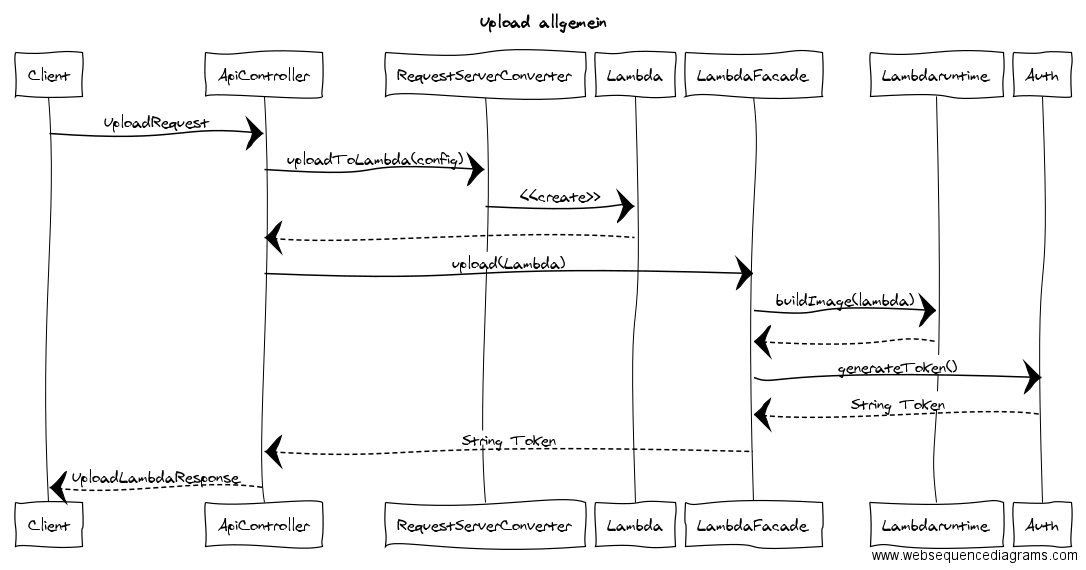 Upload allgemein
Client ApiController RequestServerConverter Lambda LambdaFacade Lambdaruntime Auth
UploadRequest
uploadToLambda(config)
<<create>>
upload(Lambda)
buildImage(lambda)
generateToken()
String Token
String Token
UploadLambdaResponse
Client ApiController RequestServerConverter Lambda LambdaFacade Lambdaruntime Auth
www.websequencediagrams.com